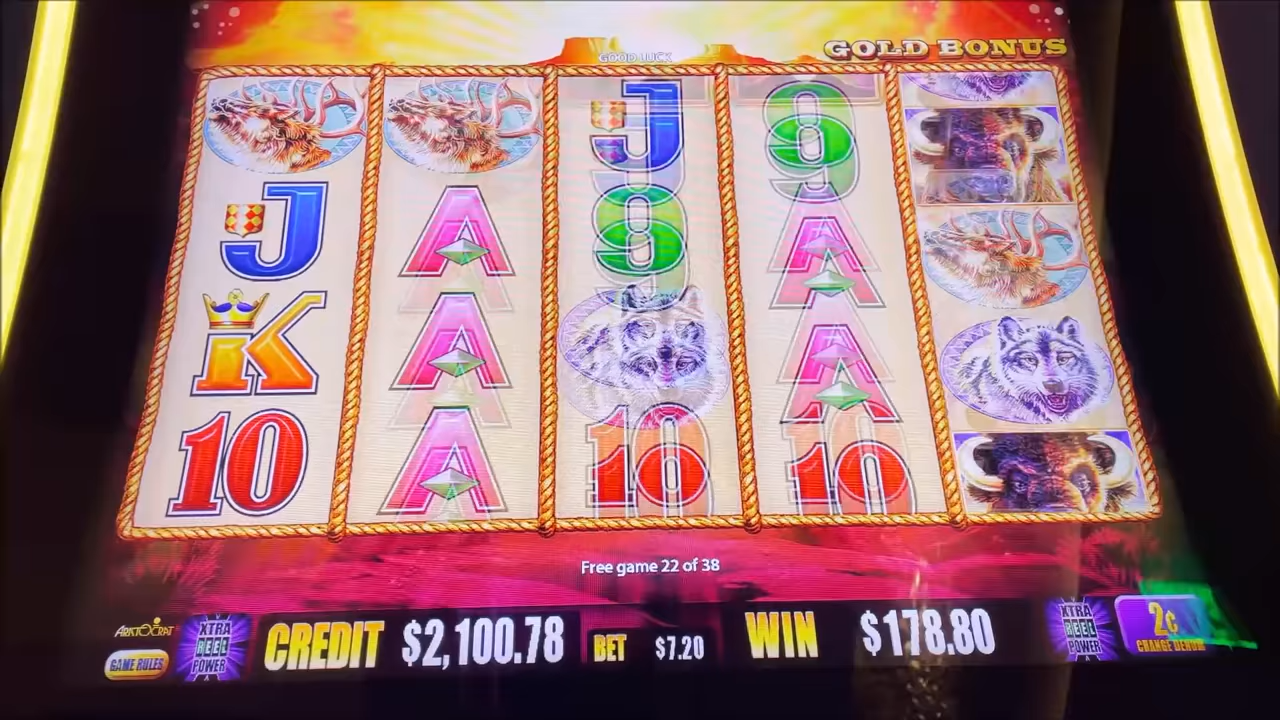 GOOD LUCK
GOLD BONUS
J
9
J
A
9
A
K
A
A
10
A
10
10
Free game 22 of 38
ARISTOCRAT
GAME RULES
XTRA
REEL
POWER
CREDIT $2,100.78
BET $7.20
WIN $178.80
XTRA
REEL
POWER
2¢
CHANGE DENOM